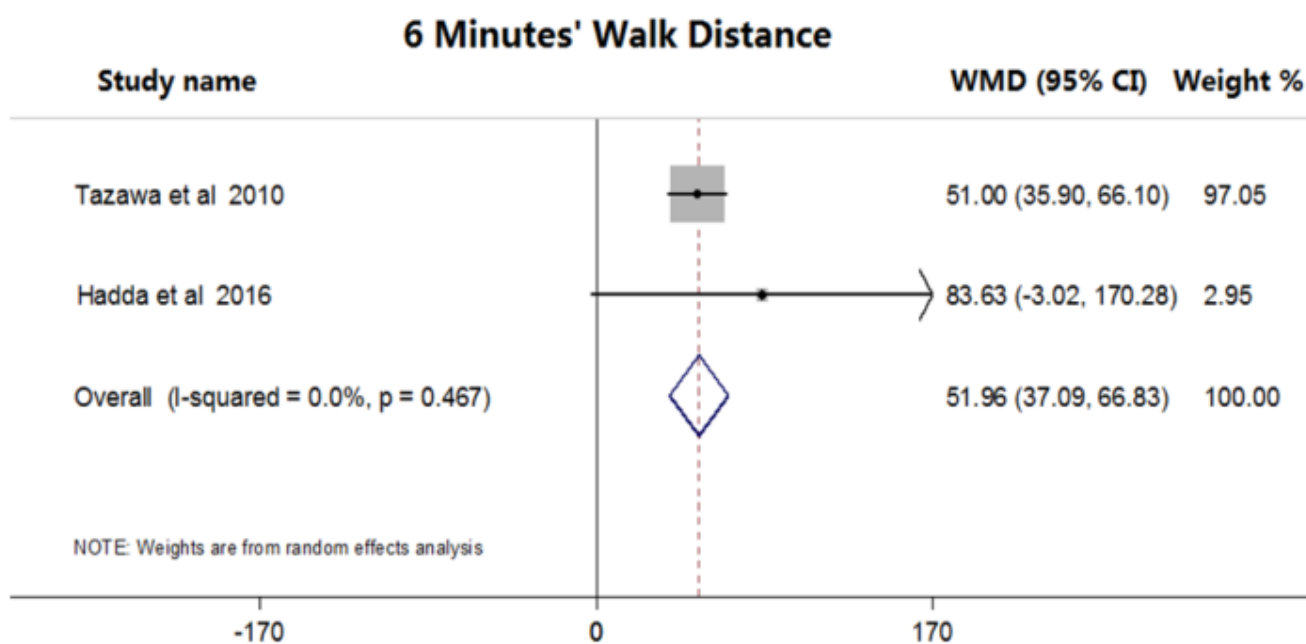 6 Minutes' Walk Distance
Study name WMD (95% CI) Weight %
Tazawa et al 2010 51.00 (35.90, 66.10) 97.05
Hadda et al 2016 83.63 (-3.02, 170.28) 2.95
Overall (I-squared = 0.0%, p = 0.467) 51.96 (37.09, 66.83) 100.00
NOTE: Weights are from random effects analysis
-170 0 170